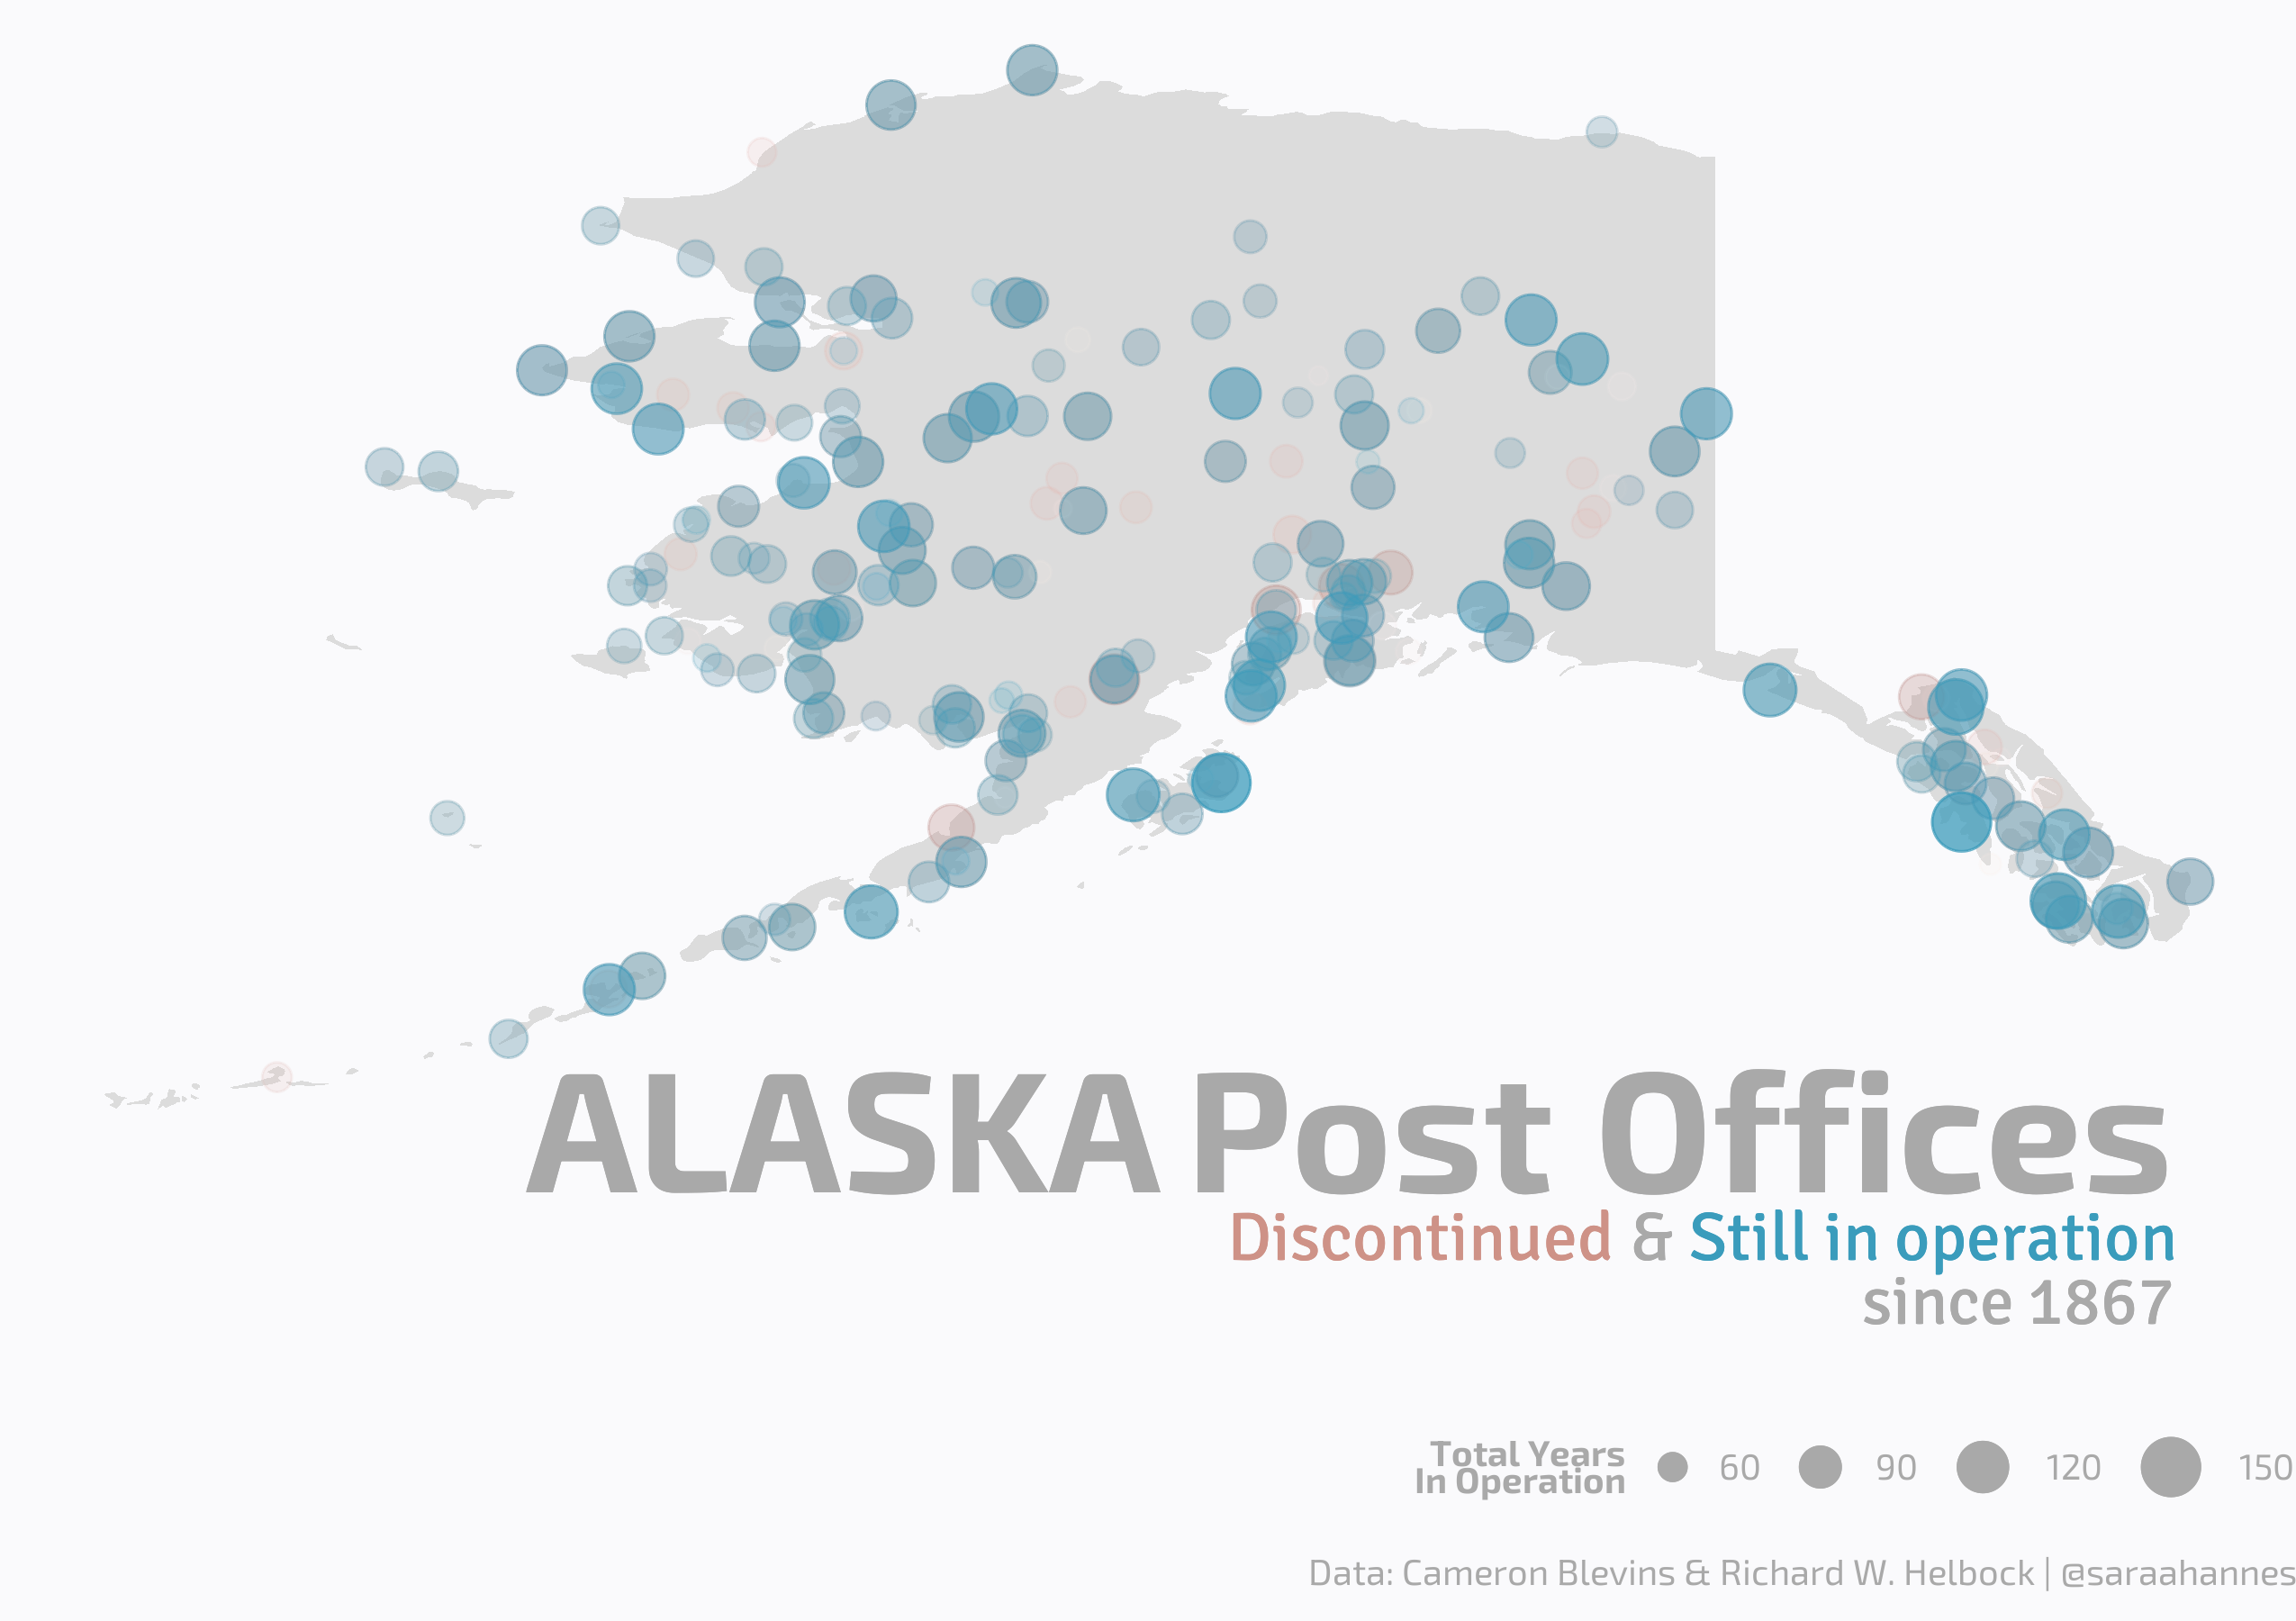 ALASKA Post Offices
Discontinued & Still in operation
since 1867
Total Years
In Operation
60 90 120 150
Data: Cameron Blevins & Richard W. Helbock | @saraahannes